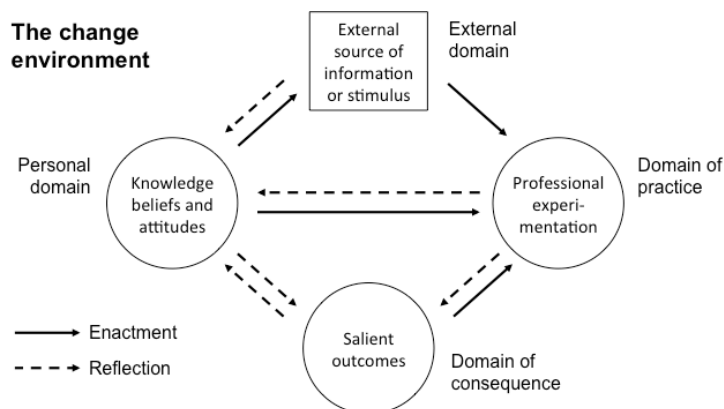 The change
environment
External
source of
information
or stimulus
External
domain
Personal
domain
Knowledge
beliefs and
attitudes
Professional
experi-
mentation
Domain of
practice
Salient
outcomes
Domain of
consequence
Enactment
Reflection